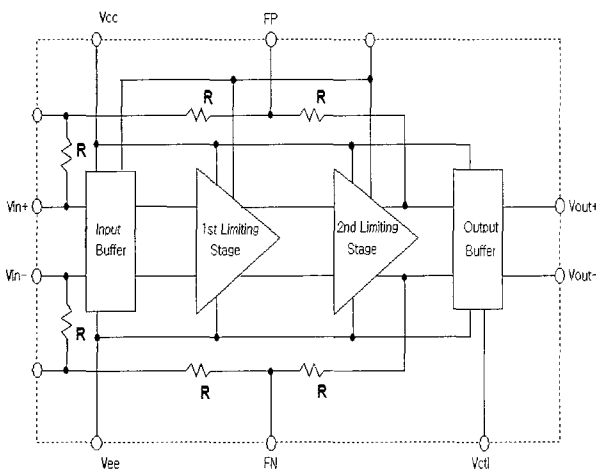 Vcc
FP
R
R
R
Vin+
Input
Buffer
1st Limiting
Stage
2nd Limiting
Stage
Output
Buffer
Vout+
Vin-
Vout-
R
R
R
Vee
FN
Vctl